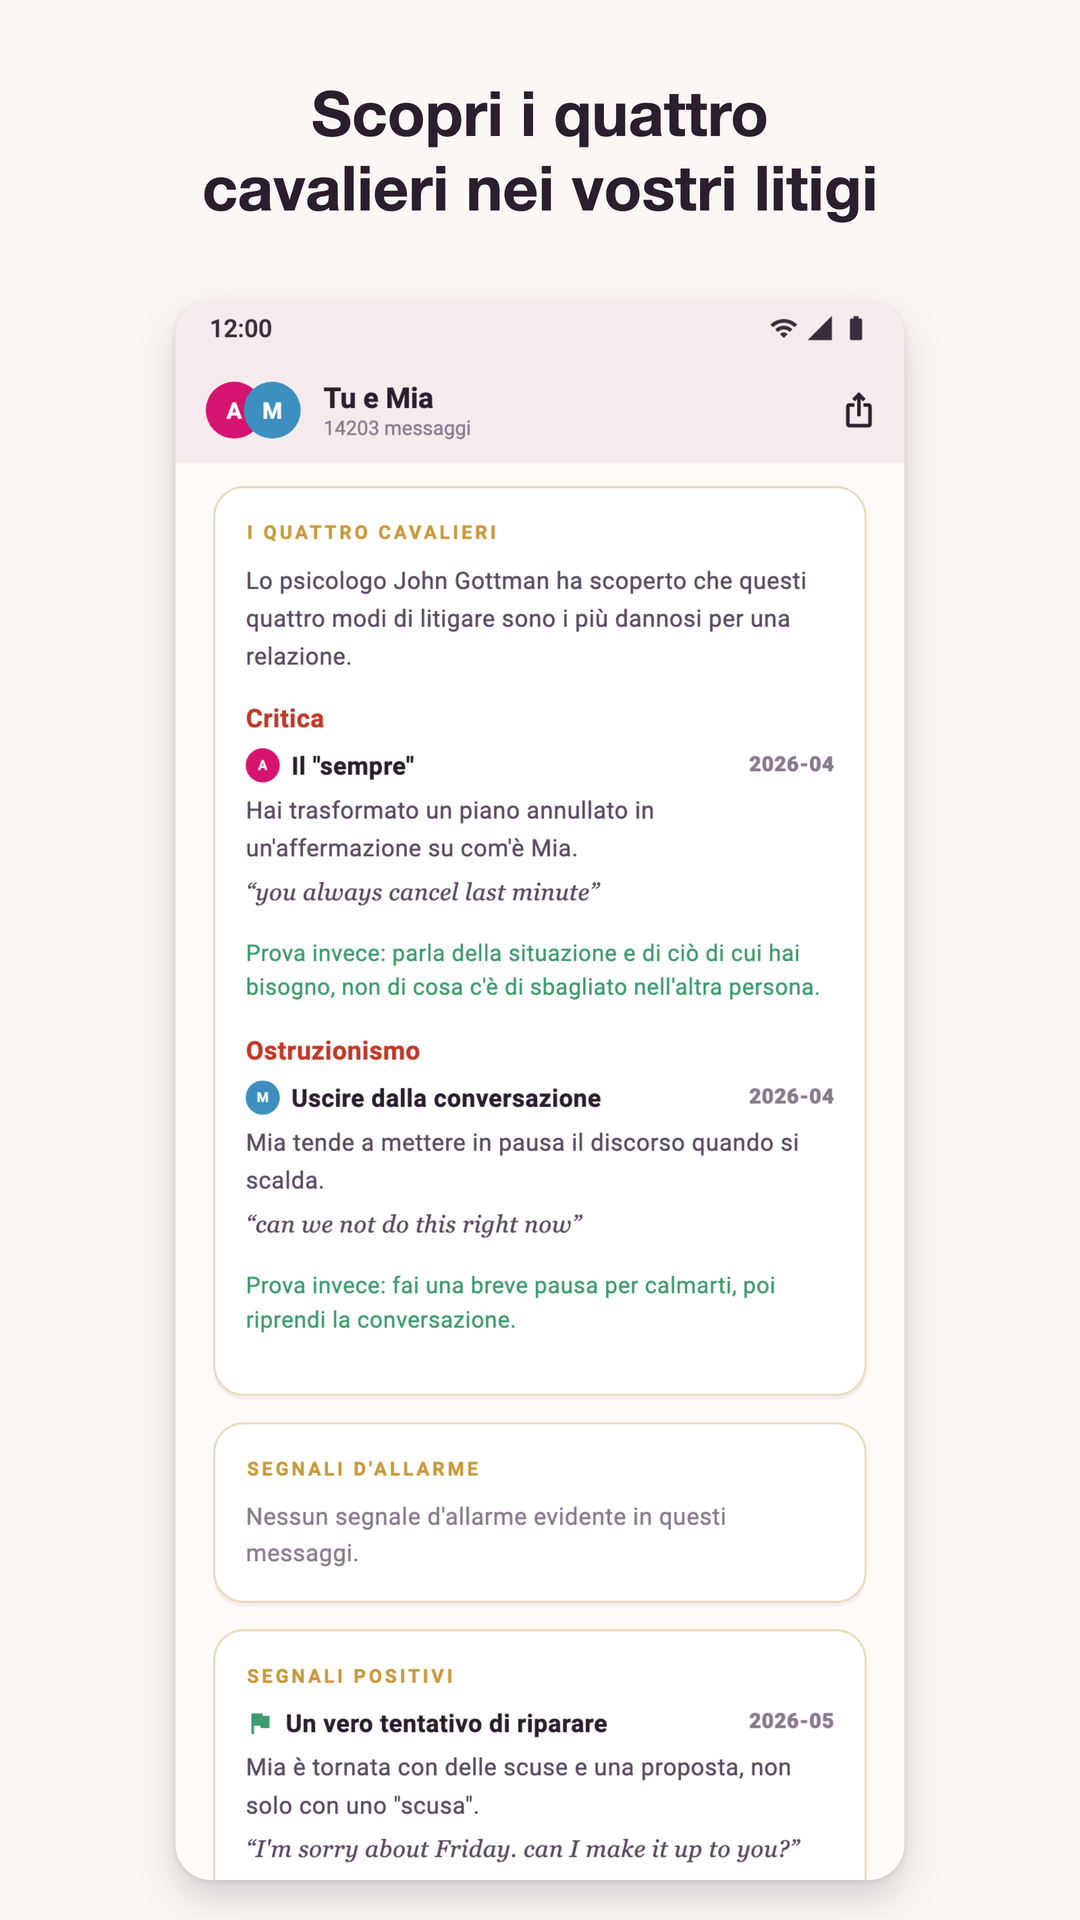 Scopri i quattro
cavalieri nei vostri litigi
12:00
A M
Tu e Mia
14203 messaggi
I QUATTRO CAVALIERI
Lo psicologo John Gottman ha scoperto che questi
quattro modi di litigare sono i più dannosi per una
relazione.
Critica
A Il "sempre" 2026-04
Hai trasformato un piano annullato in
un'affermazione su com'è Mia.
“you always cancel last minute”
Prova invece: parla della situazione e di ciò di cui hai
bisogno, non di cosa c'è di sbagliato nell'altra persona.
Ostruzionismo
M Uscire dalla conversazione 2026-04
Mia tende a mettere in pausa il discorso quando si
scalda.
“can we not do this right now”
Prova invece: fai una breve pausa per calmarti, poi
riprendi la conversazione.
SEGNALI D'ALLARME
Nessun segnale d'allarme evidente in questi
messaggi.
SEGNALI POSITIVI
Un vero tentativo di riparare 2026-05
Mia è tornata con delle scuse e una proposta, non
solo con uno "scusa".
“I'm sorry about Friday. can I make it up to you?”